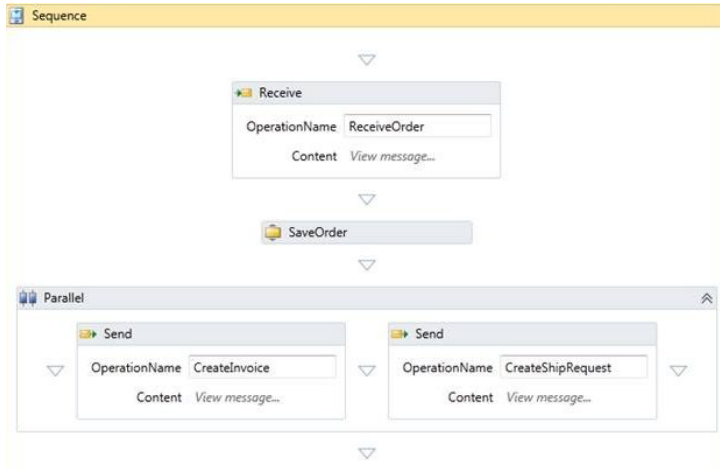 Sequence
Receive
OperationName ReceiveOrder
Content View message...
SaveOrder
Parallel
Send
OperationName CreateInvoice
Content View message...
Send
OperationName CreateShipRequest
Content View message...